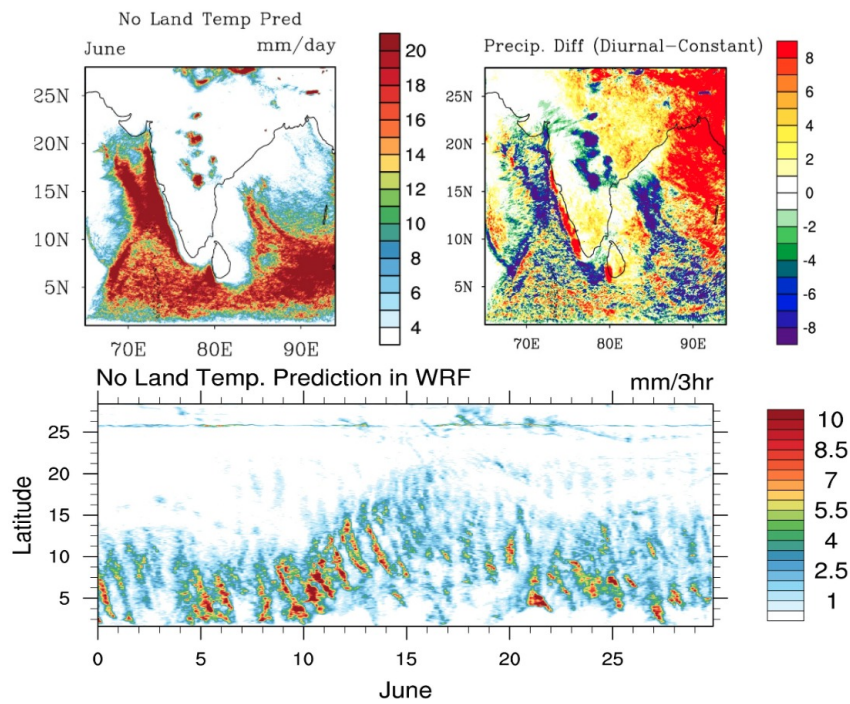 No Land Temp Pred
June
mm/day
25N
20N
15N
10N
5N
70E
80E
90E
20
18
16
14
12
10
8
6
4
Precip. Diff (Diurnal-Constant)
25N
20N
15N
10N
5N
70E
80E
90E
8
6
4
2
0
-2
-4
-6
-8
No Land Temp. Prediction in WRF
mm/3hr
Latitude
25
20
15
10
5
0
5
10
15
20
25
June
10
8.5
7
5.5
4
2.5
1